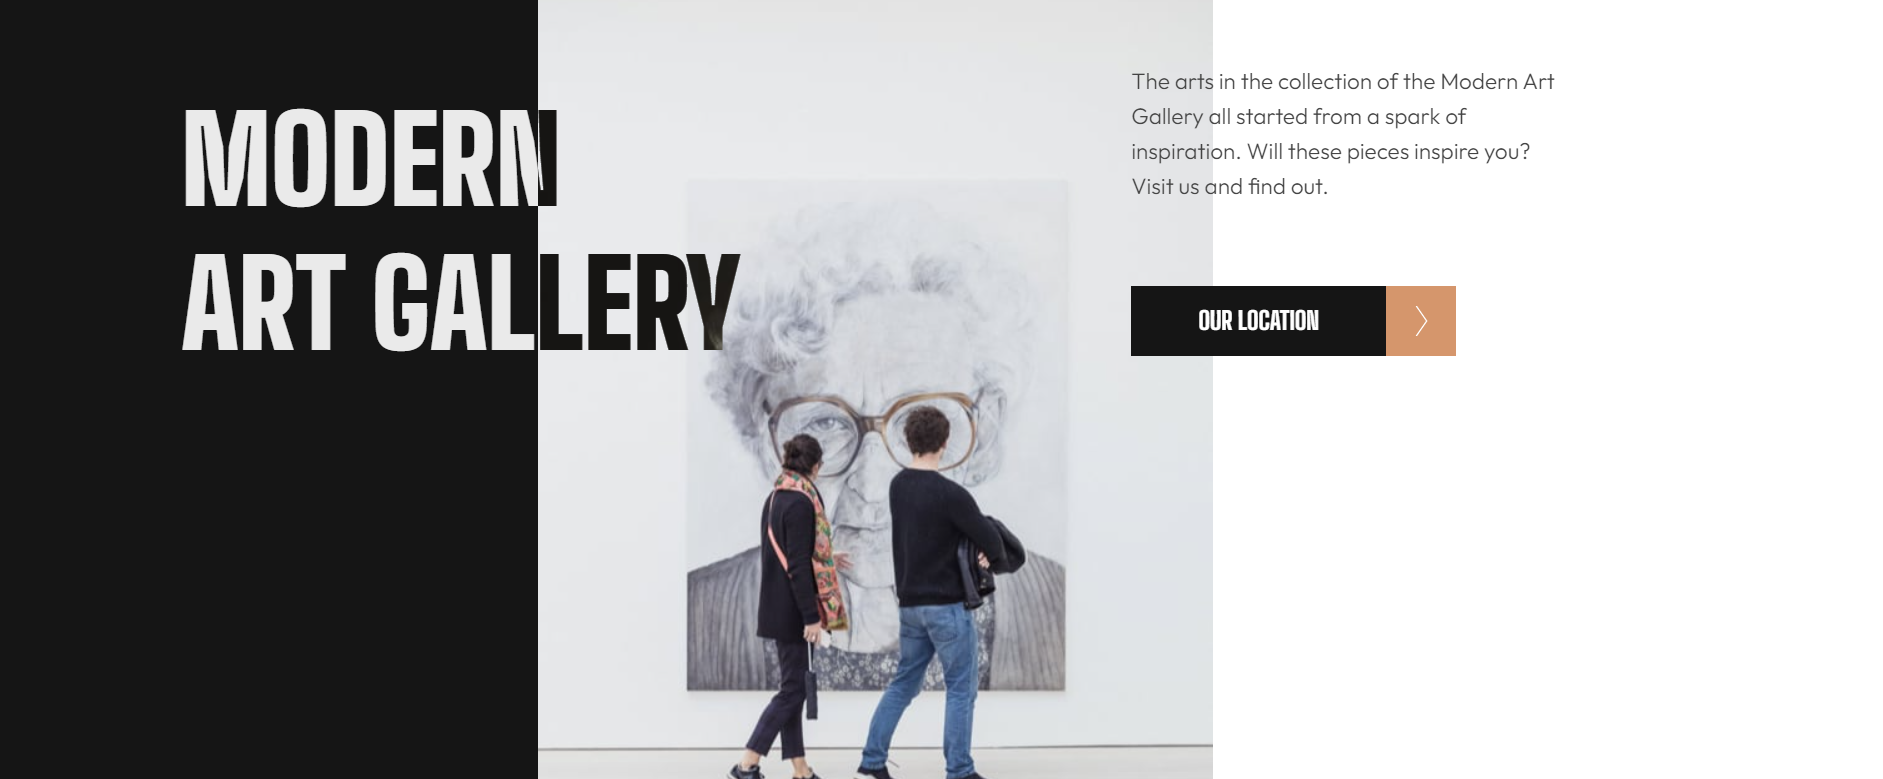 MODERN
ART GALLERY
The arts in the collection of the Modern Art
Gallery all started from a spark of
inspiration. Will these pieces inspire you?
Visit us and find out.
OUR LOCATION